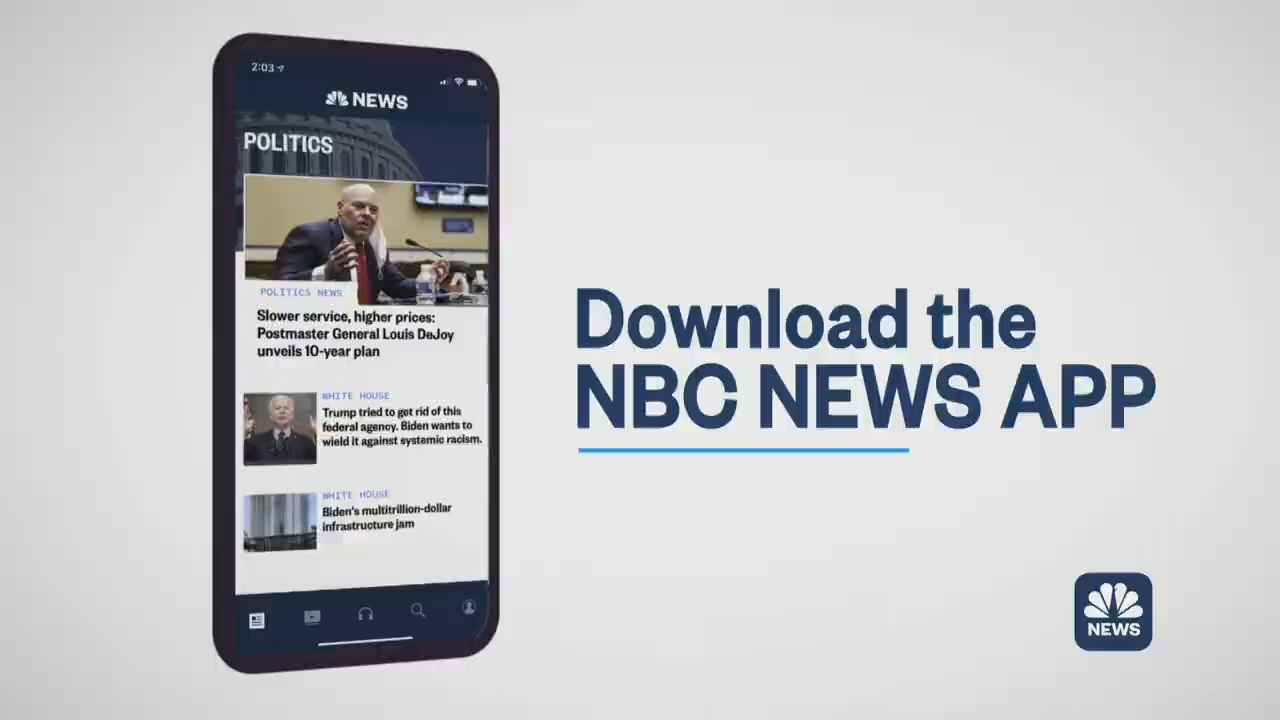 2:03
NEWS
POLITICS
POLITICS NEWS
Slower service, higher prices:
Postmaster General Louis DeJoy
unveils 10-year plan
WHITE HOUSE
Trump tried to get rid of this
federal agency. Biden wants to
wield it against systemic racism.
WHITE HOUSE
Biden's multitrillion-dollar
infrastructure jam
Download the
NBC NEWS APP
NEWS